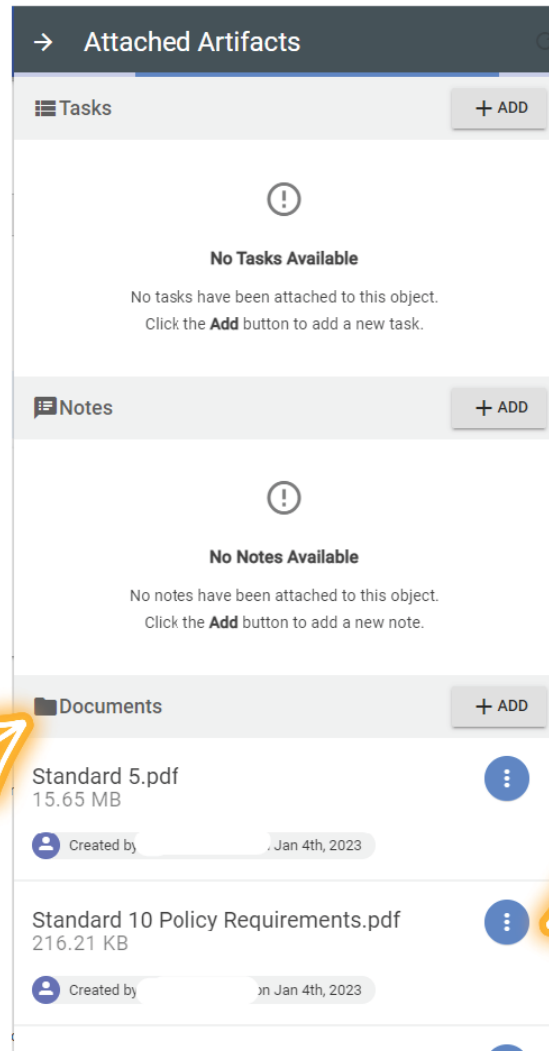 Attached Artifacts
Tasks
+ ADD
No Tasks Available
No tasks have been attached to this object.
Click the Add button to add a new task.
Notes
+ ADD
No Notes Available
No notes have been attached to this object.
Click the Add button to add a new note.
Documents
+ ADD
Standard 5.pdf
15.65 MB
Created by Jan 4th, 2023
Standard 10 Policy Requirements.pdf
216.21 KB
Created by on Jan 4th, 2023